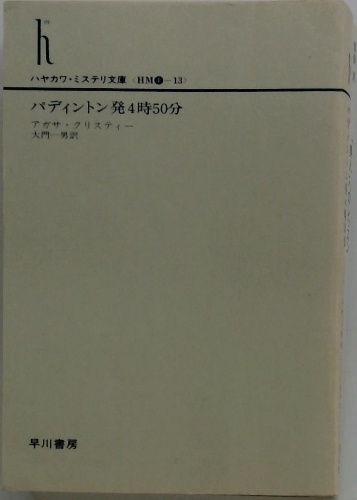 h
ハヤカワ・ミステリ文庫〈HM①-13〉
パディントン発4時50分
アガサ・クリスティー
大門一男訳
早川書房